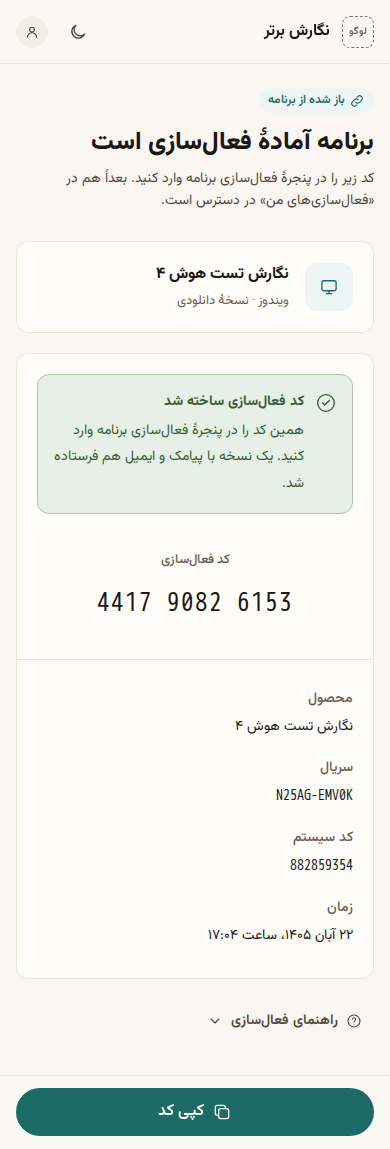 لوگو
نگارش برتر
باز شده از برنامه
برنامه آمادهٔ فعال‌سازی است
کد زیر را در پنجرهٔ فعال‌سازی برنامه وارد کنید. بعداً هم در
«فعال‌سازی‌های من» در دسترس است.
نگارش تست هوش ۴
ویندوز · نسخهٔ دانلودی
کد فعال‌سازی ساخته شد
همین کد را در پنجرهٔ فعال‌سازی برنامه وارد
کنید. یک نسخه با پیامک و ایمیل هم فرستاده
شد.
کد فعال‌سازی
4417 9082 6153
محصول
نگارش تست هوش ۴
سریال
N25AG-EMV0K
کد سیستم
882859354
زمان
۲۲ آبان ۱۴۰۵، ساعت ۱۷:۰۴
راهنمای فعال‌سازی
کپی کد